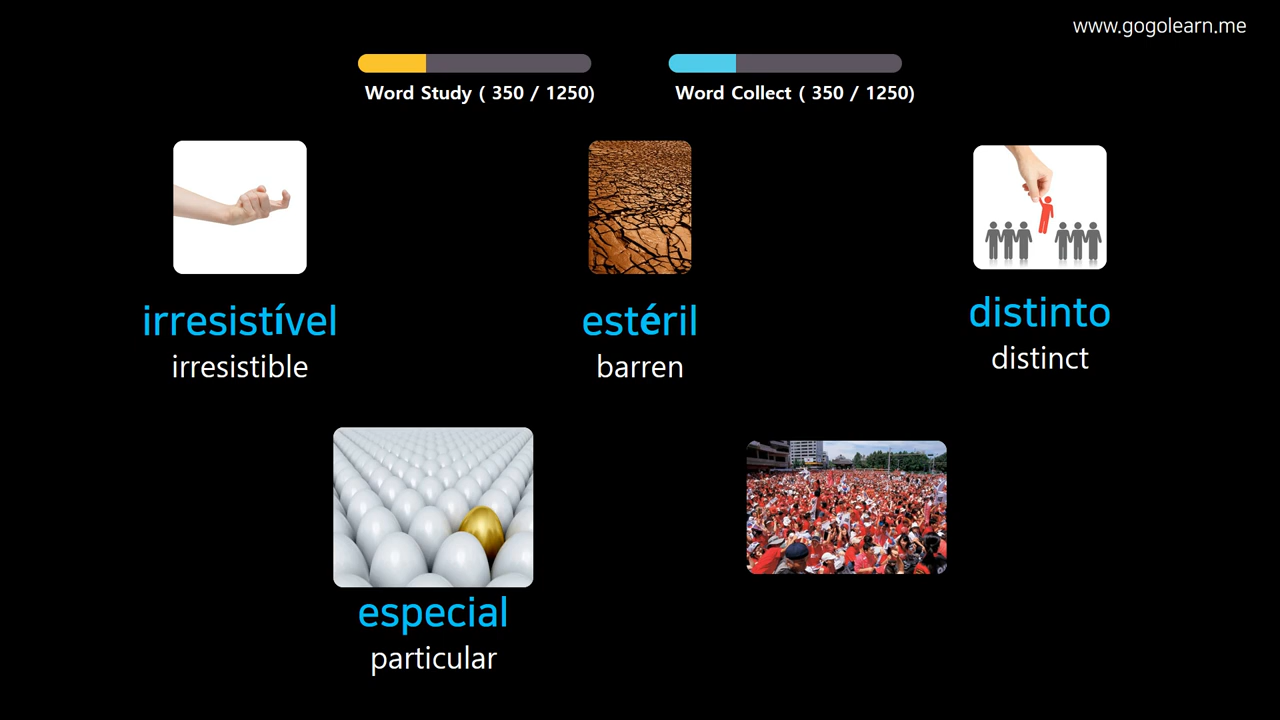 www.gogolearn.me
Word Study ( 350 / 1250)
Word Collect ( 350 / 1250)
irresistível
irresistible
estéril
barren
distinto
distinct
especial
particular